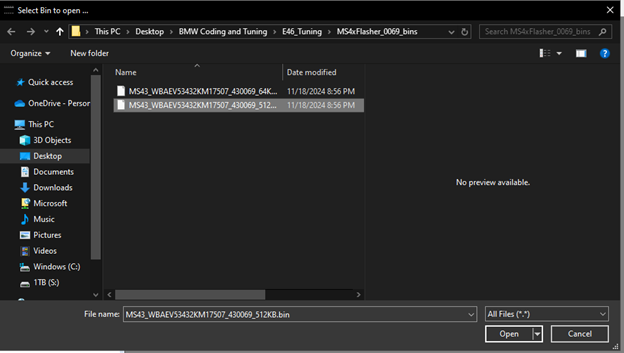 Select Bin to open ...
This PC > Desktop > BMW Coding and Tuning > E46_Tuning > MS4xFlasher_0069_bins
Search MS4xFlasher_0069_bins
Organize
New folder
Name
Date modified
Quick access
OneDrive - Person
This PC
3D Objects
Desktop
Documents
Downloads
Microsoft
Music
Pictures
Videos
Windows (C:)
1TB (S:)
MS43_WBAEV53432KM17507_430069_64K... 11/18/2024 8:56 PM
MS43_WBAEV53432KM17507_430069_512... 11/18/2024 8:56 PM
No preview available.
File name: MS43_WBAEV53432KM17507_430069_512KB.bin
All Files (*.*)
Open
Cancel